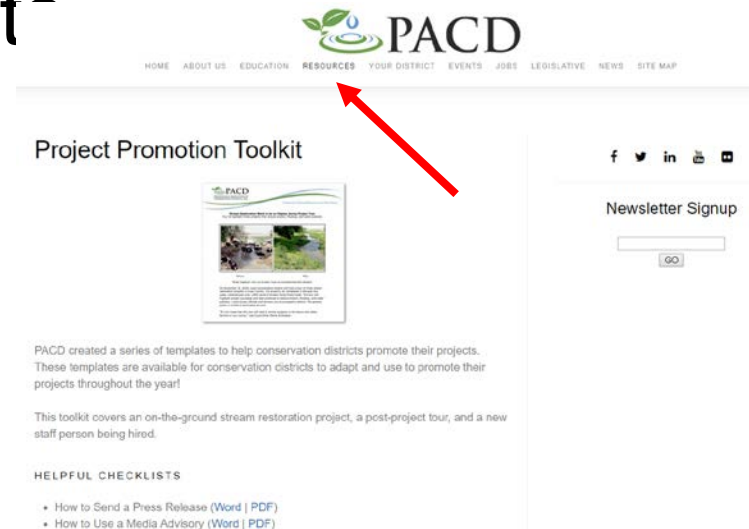 PACD
HOME ABOUT US EDUCATION RESOURCES YOUR DISTRICT EVENTS JOBS LEGISLATIVE NEWS SITE MAP
Project Promotion Toolkit
f in
Newsletter Signup
GO
PACD
PACD created a series of templates to help conservation districts promote their projects.
These templates are available for conservation districts to adapt and use to promote their
projects throughout the year!
This toolkit covers an on-the-ground stream restoration project, a post-project tour, and a new
staff person being hired.
HELPFUL CHECKLISTS
• How to Send a Press Release (Word | PDF)
• How to Use a Media Advisory (Word | PDF)